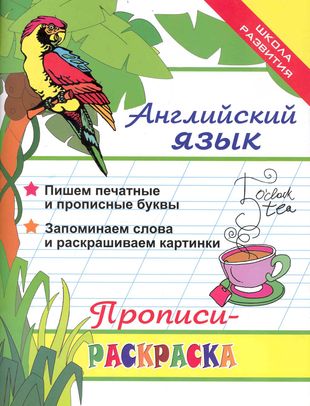 ШКОЛА
РАЗВИТИЯ
Английский
ЯЗЫК
Пишем печатные
и прописные буквы
Запоминаем слова
и раскрашиваем картинки
5 o'clock
tea
Прописи-
РАСКРАСКА